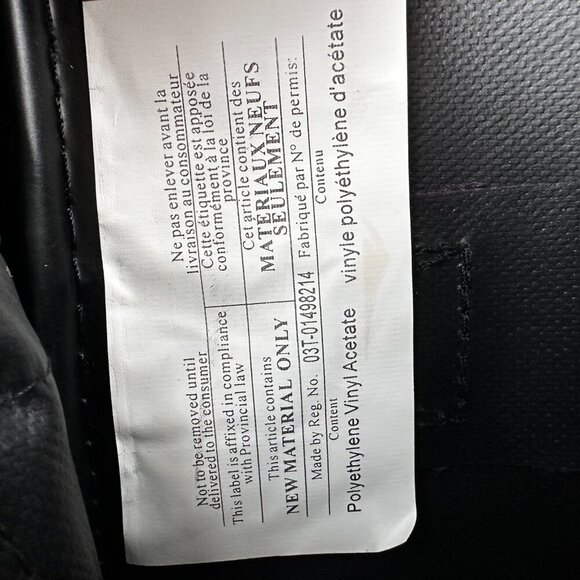 Not to be removed until
delivered to the consumer
This label is affixed in compliance
with Provincial law
This article contains
NEW MATERIAL ONLY
Ne pas enlever avant la
livraison au consommateur
Cette étiquette est apposée
conformément à la loi de la
province
Cet article contient des
MATÉRIAUX NEUFS
SEULEMENT
Made by Reg. No. 03T-01498214 Fabriqué par N° de permis:
Content Contenu
Polyethylene Vinyl Acetate vinyle polyéthylène d'acétate